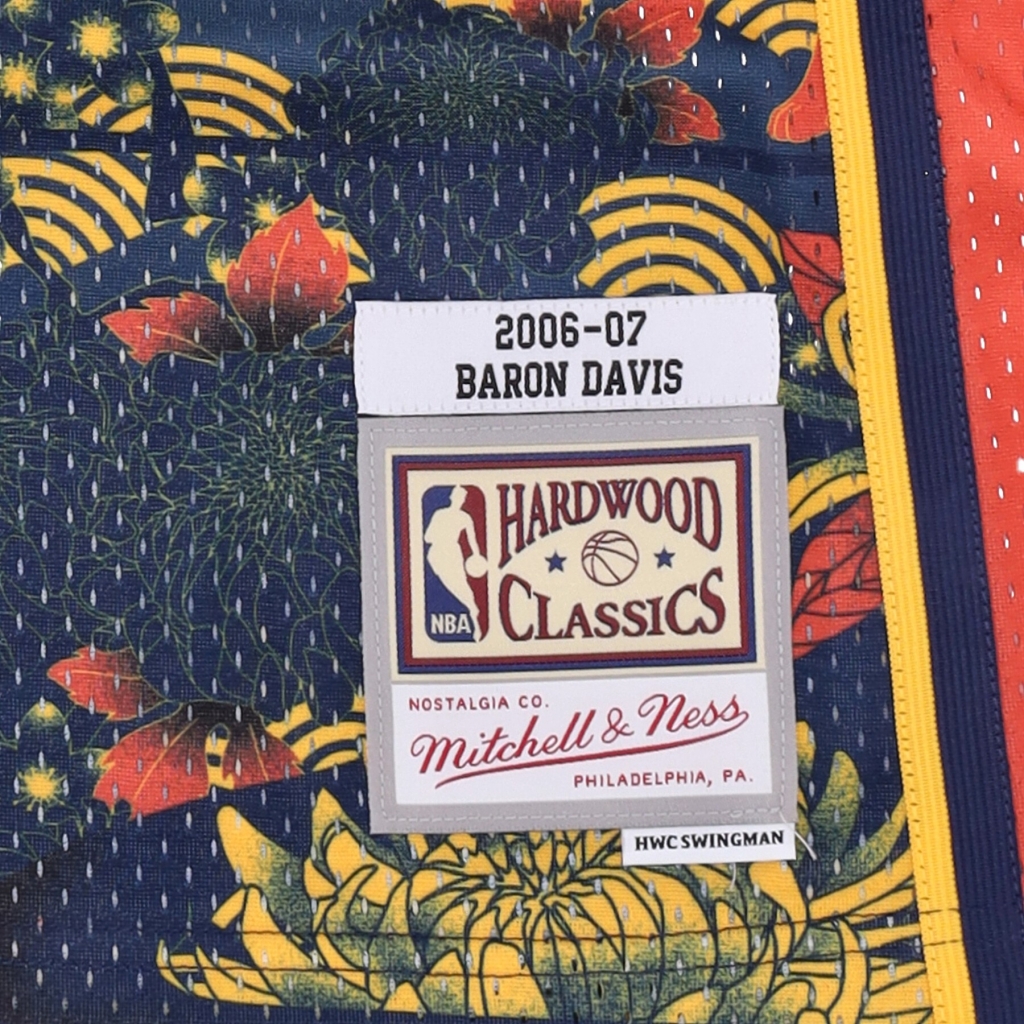 2006-07
BARON DAVIS
HARDWOOD
CLASSICS
NBA
NOSTALGIA CO.
Mitchell & Ness
PHILADELPHIA, PA.
HWC SWINGMAN